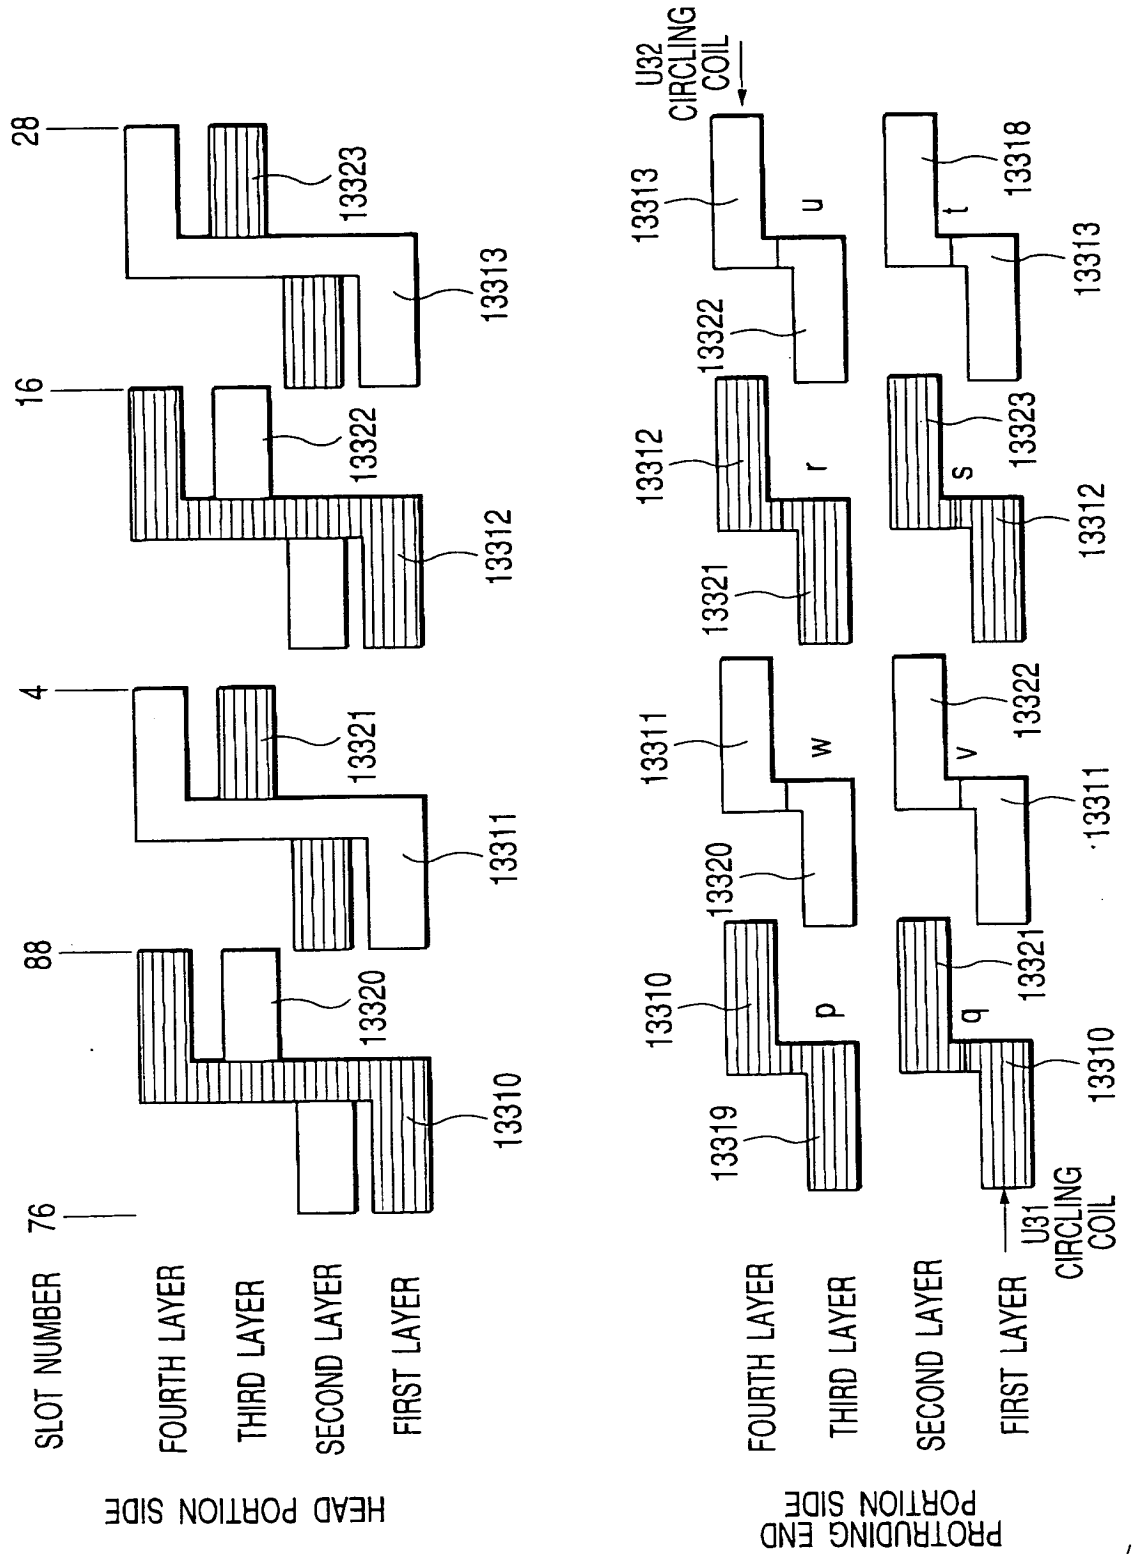 SLOT NUMBER
76
88
4
16
28
HEAD PORTION SIDE
FOURTH LAYER
THIRD LAYER
SECOND LAYER
FIRST LAYER
13320
13321
13322
13323
13310
13311
13312
13313
PROTRUDING END
PORTION SIDE
FOURTH LAYER
THIRD LAYER
SECOND LAYER
FIRST LAYER
U32
CIRCLING
COIL
13310
13311
13312
13313
13319
p
13320
w
13321
r
13322
u
q
13321
v
13322
s
13323
t
13318
13310
13311
13312
13313
U31
CIRCLING
COIL